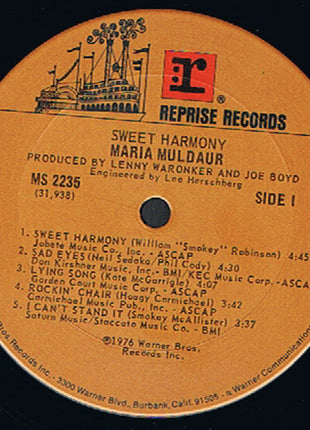 r
REPRISE RECORDS
SWEET HARMONY
MARIA MULDAUR
PRODUCED BY LENNY WARONKER AND JOE BOYD
Engineered by Lee Herschberg
MS 2235
(31,938)
SIDE 1
1. SWEET HARMONY (William "Smokey" Robinson) 4:45
Jobete Music Co., Inc. - ASCAP
2. SAD EYES (Neil Sedaka/Phil Cody) 4:30
Don Kirshner Music, Inc.- BMI/KEC Music Corp.-ASCAP
3. LYING SONG (Kate McGarrigle)
Garden Court Music Corp. - ASCAP
4. ROCKIN' CHAIR (Hoagy Carmichael)
Carmichael Music Pub., Inc. - ASCAP
5. I CAN'T STAND IT (Smokey McAllister) 3:37
Saturn Music/Staccato Music Co. - BMI
©1976 Warner Bros.
Records Inc.
Bros. Records Inc. - 3300 Warner Blvd., Burbank, Calif. 91505 - a Warner Communications